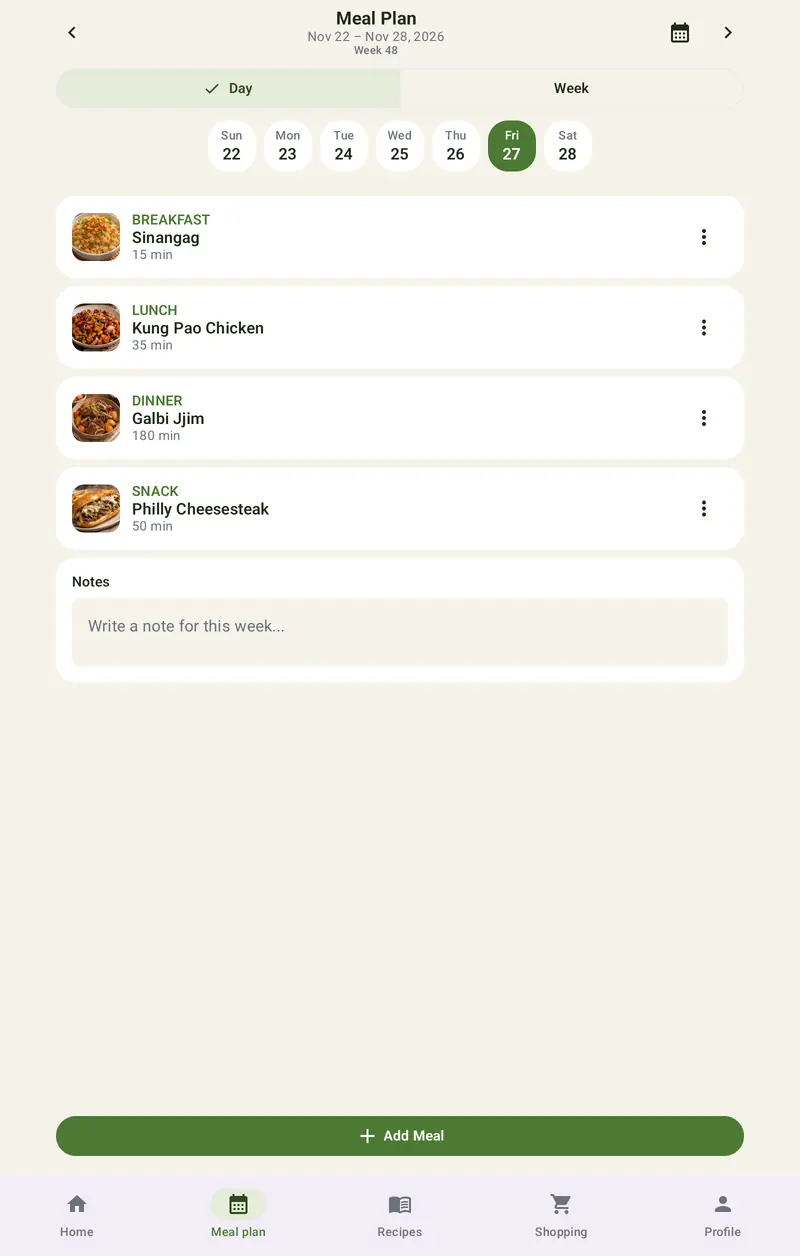 Meal Plan
Nov 22 – Nov 28, 2026
Week 48
Day
Week
Sun
22
Mon
23
Tue
24
Wed
25
Thu
26
Fri
27
Sat
28
BREAKFAST
Sinangag
15 min
LUNCH
Kung Pao Chicken
35 min
DINNER
Galbi Jjim
180 min
SNACK
Philly Cheesesteak
50 min
Notes
Write a note for this week...
Add Meal
Home
Meal plan
Recipes
Shopping
Profile